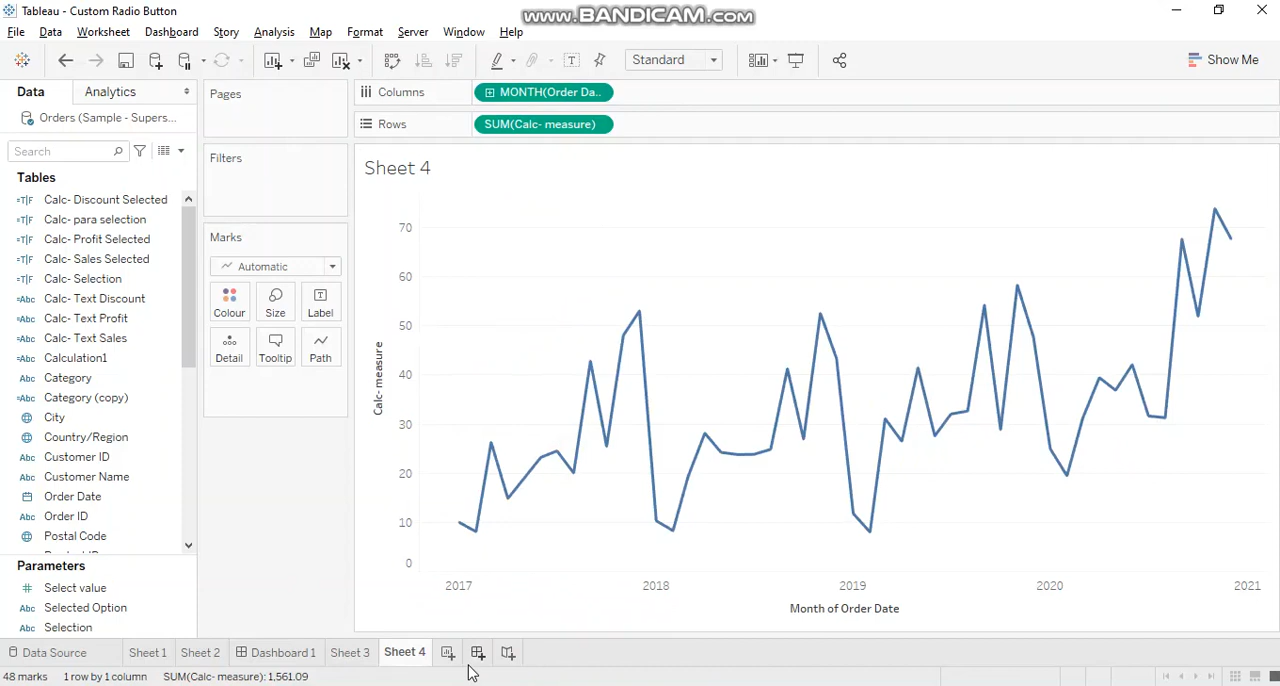 Tableau - Custom Radio Button
www.BANDICAM.com
File Data Worksheet Dashboard Story Analysis Map Format Server Window Help
Standard
Show Me
Data Analytics
Pages
Columns
MONTH(Order Da..
Orders (Sample - Supers...
Rows
SUM(Calc- measure)
Search
Filters
Sheet 4
Tables
Calc- Discount Selected
Calc- para selection
Calc- Profit Selected
Calc- Sales Selected
Calc- Selection
Calc- Text Discount
Calc- Text Profit
Calc- Text Sales
Calculation1
Category
Category (copy)
City
Country/Region
Customer ID
Customer Name
Order Date
Order ID
Postal Code
Marks
Automatic
Colour Size Label
Detail Tooltip Path
Calc- measure
70
60
50
40
30
20
10
0
2017 2018 2019 2020 2021
Month of Order Date
Parameters
Select value
Selected Option
Selection
Data Source Sheet 1 Sheet 2 Dashboard 1 Sheet 3 Sheet 4
48 marks 1 row by 1 column SUM(Calc- measure): 1,561.09